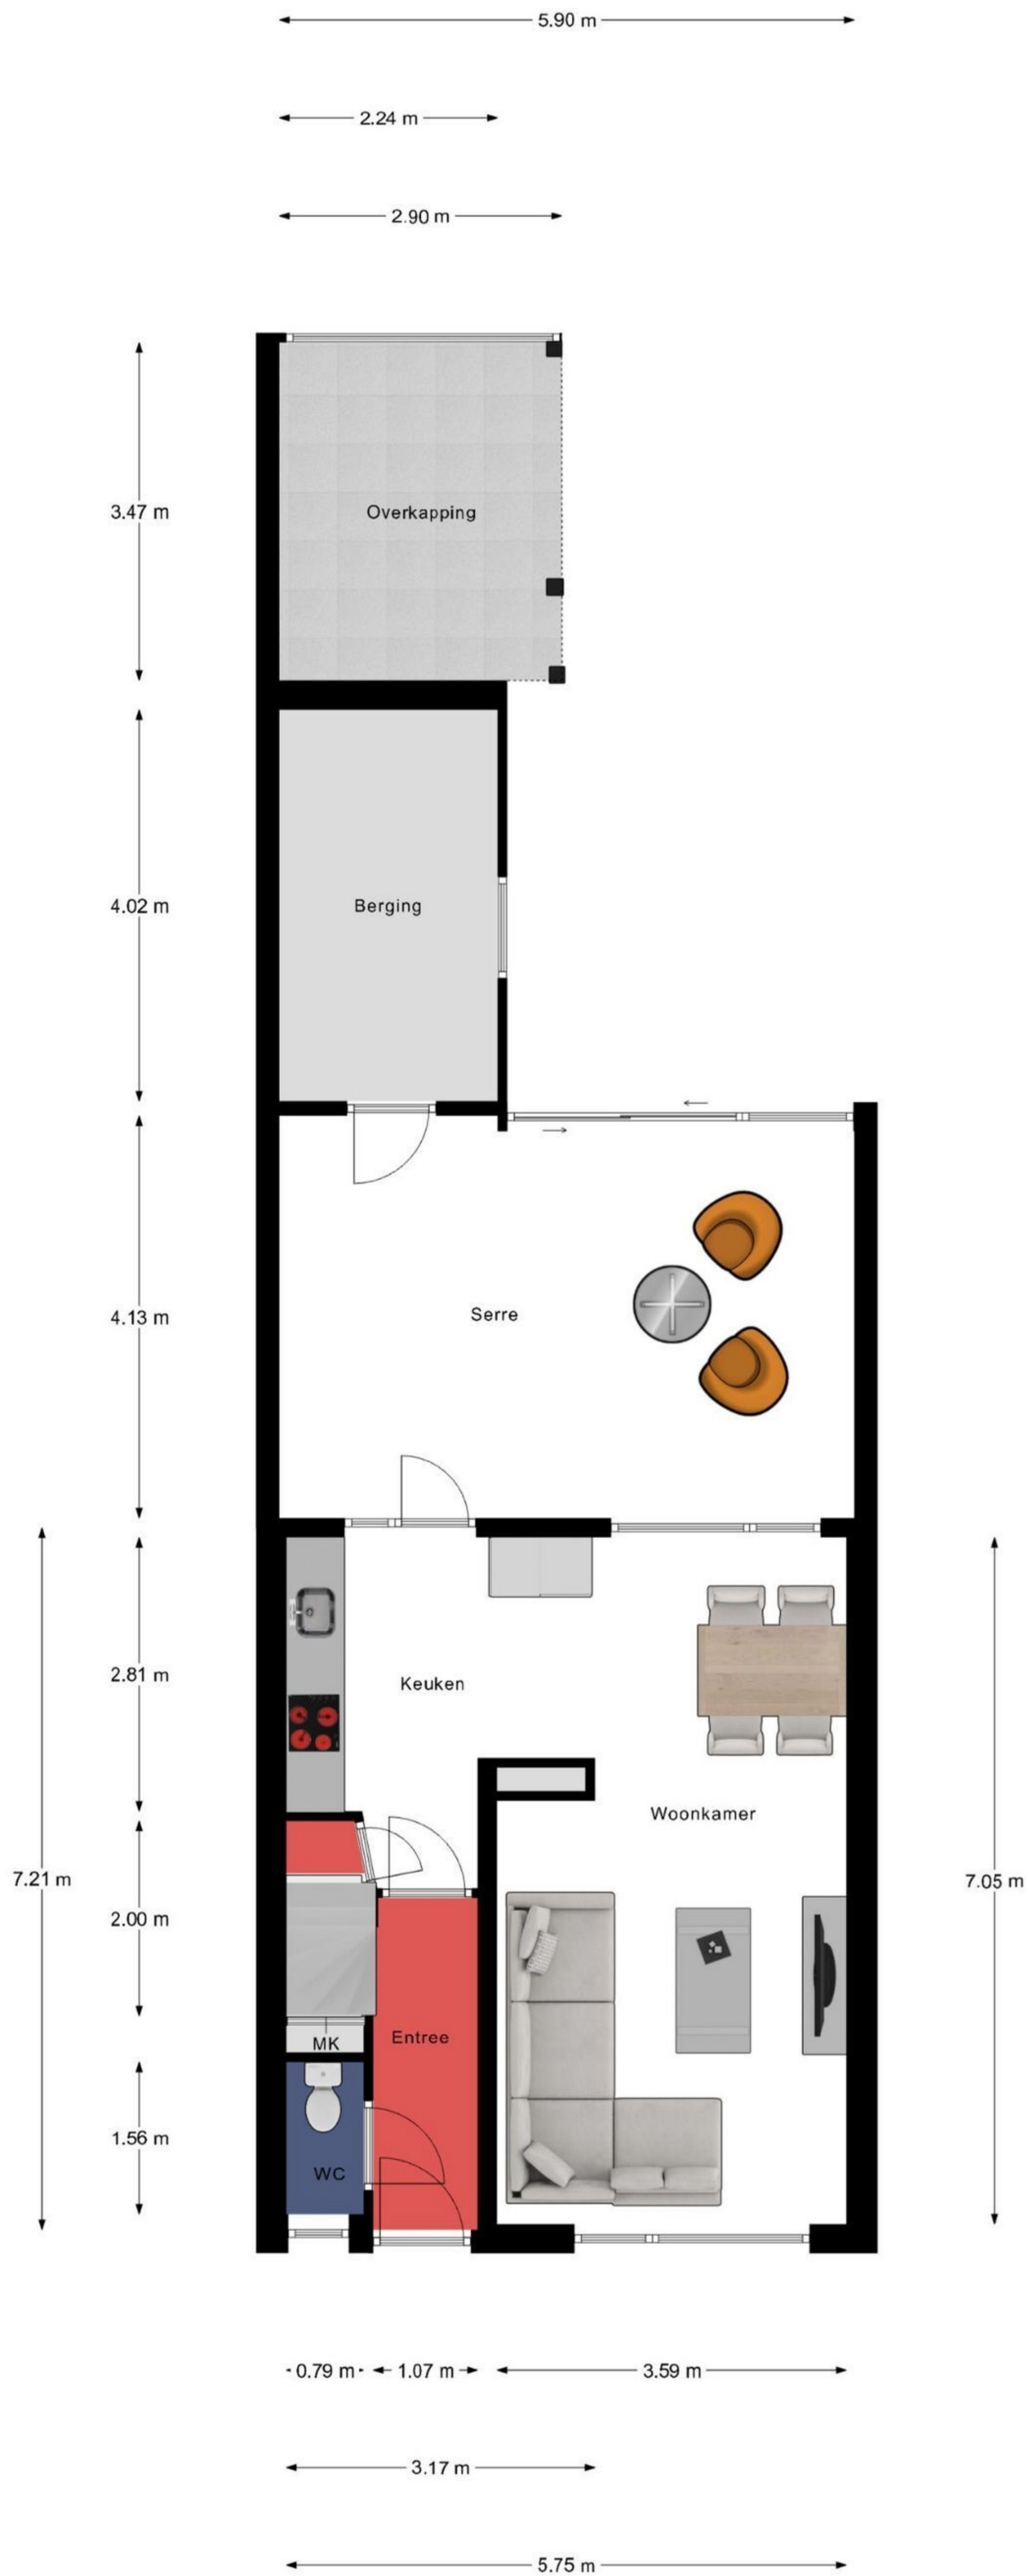 5.90 m
2.24 m
2.90 m
3.47 m
Overkapping
4.02 m
Berging
4.13 m
Serre
2.81 m
Keuken
Woonkamer
7.21 m
7.05 m
2.00 m
MK
Entree
1.56 m
WC
0.79 m
1.07 m
3.59 m
3.17 m
5.75 m